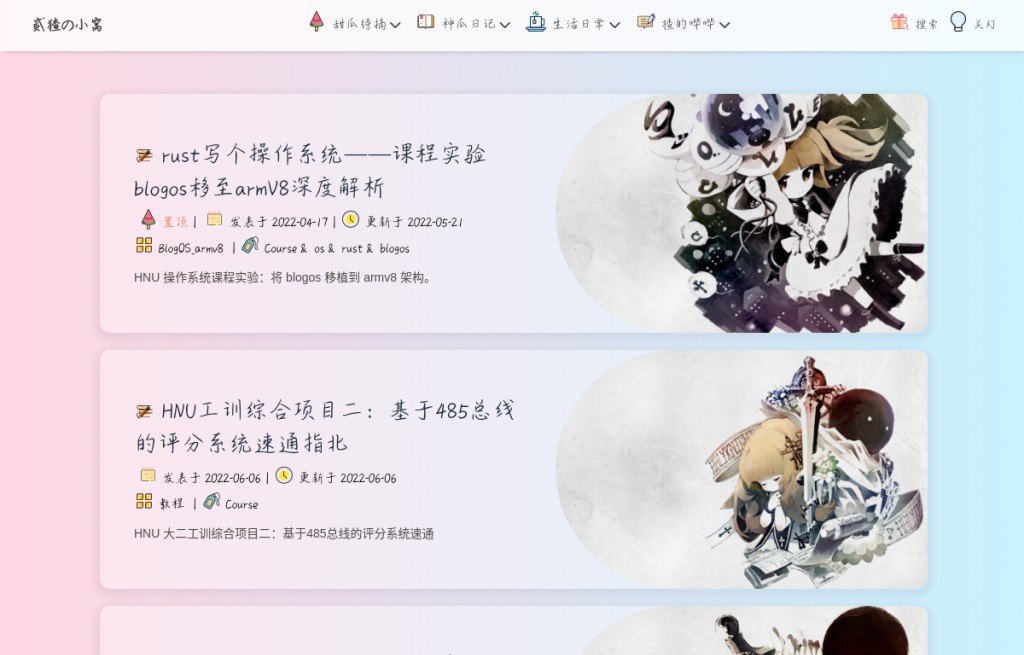 贰猹の小窝
甜瓜待摘
种瓜日记
生活日常
猹的哔哔
搜索
关灯
rust写个操作系统——课程实验
blogos移至armV8深度解析
置顶 | 发表于 2022-04-17 | 更新于 2022-05-21
BlogOS_armv8 | Course & os & rust & blogos
HNU 操作系统课程实验：将 blogos 移植到 armv8 架构。
HNU工训综合项目二：基于485总线
的评分系统速通指北
发表于 2022-06-06 | 更新于 2022-06-06
教程 | Course
HNU 大二工训综合项目二：基于485总线的评分系统速通